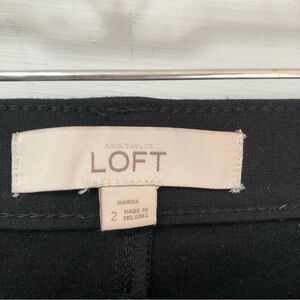 ANN TAYLOR
LOFT
MARISA
2 MADE IN
SRI LANKA